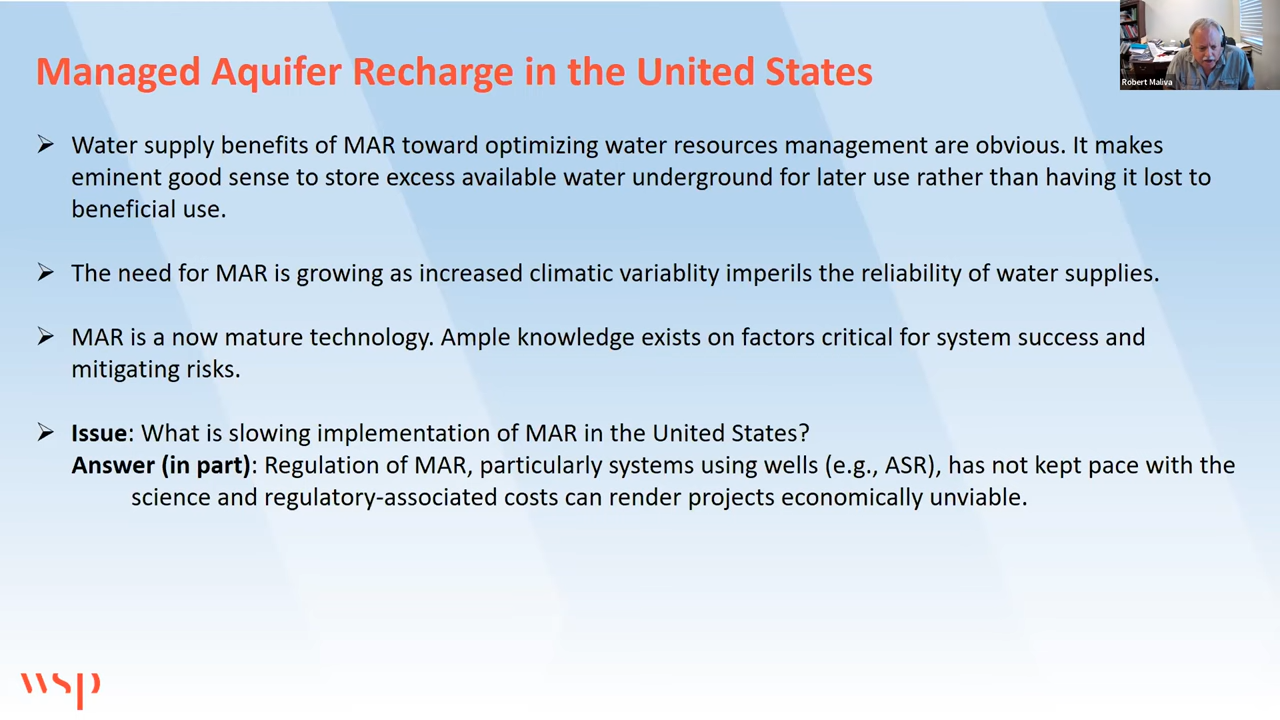 Managed Aquifer Recharge in the United States
Robert Maliva
➢ Water supply benefits of MAR toward optimizing water resources management are obvious. It makes
eminent good sense to store excess available water underground for later use rather than having it lost to
beneficial use.
➢ The need for MAR is growing as increased climatic variablity imperils the reliability of water supplies.
➢ MAR is a now mature technology. Ample knowledge exists on factors critical for system success and
mitigating risks.
➢ Issue: What is slowing implementation of MAR in the United States?
Answer (in part): Regulation of MAR, particularly systems using wells (e.g., ASR), has not kept pace with the
science and regulatory-associated costs can render projects economically unviable.
wsp